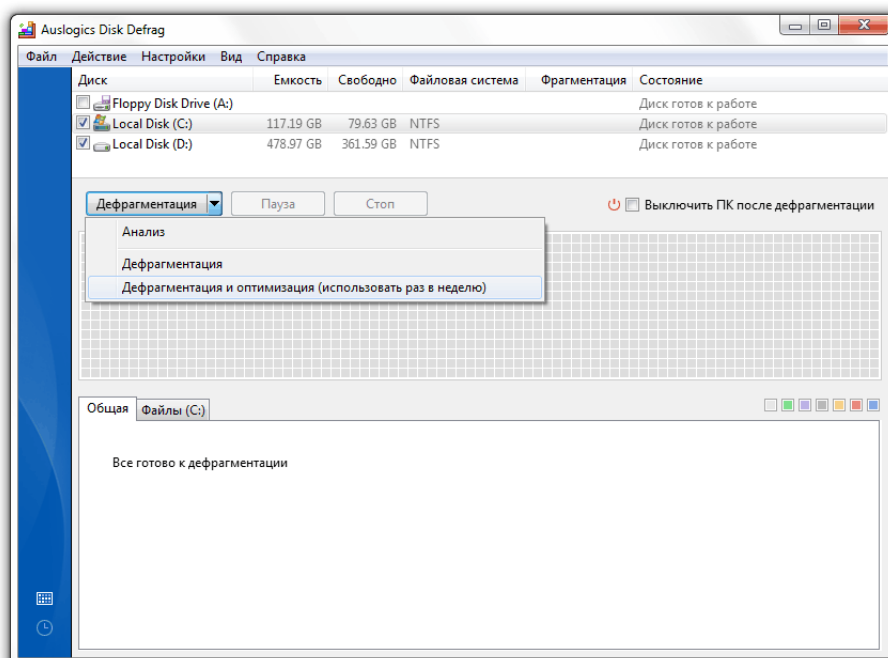 Auslogics Disk Defrag
Файл Действие Настройки Вид Справка
Диск Емкость Свободно Файловая система Фрагментация Состояние
Floppy Disk Drive (A:) Диск готов к работе
Local Disk (C:) 117.19 GB 79.63 GB NTFS Диск готов к работе
Local Disk (D:) 478.97 GB 361.59 GB NTFS Диск готов к работе
Дефрагментация Пауза Стоп Выключить ПК после дефрагментации
Анализ
Дефрагментация
Дефрагментация и оптимизация (использовать раз в неделю)
Общая Файлы (C:)
Все готово к дефрагментации